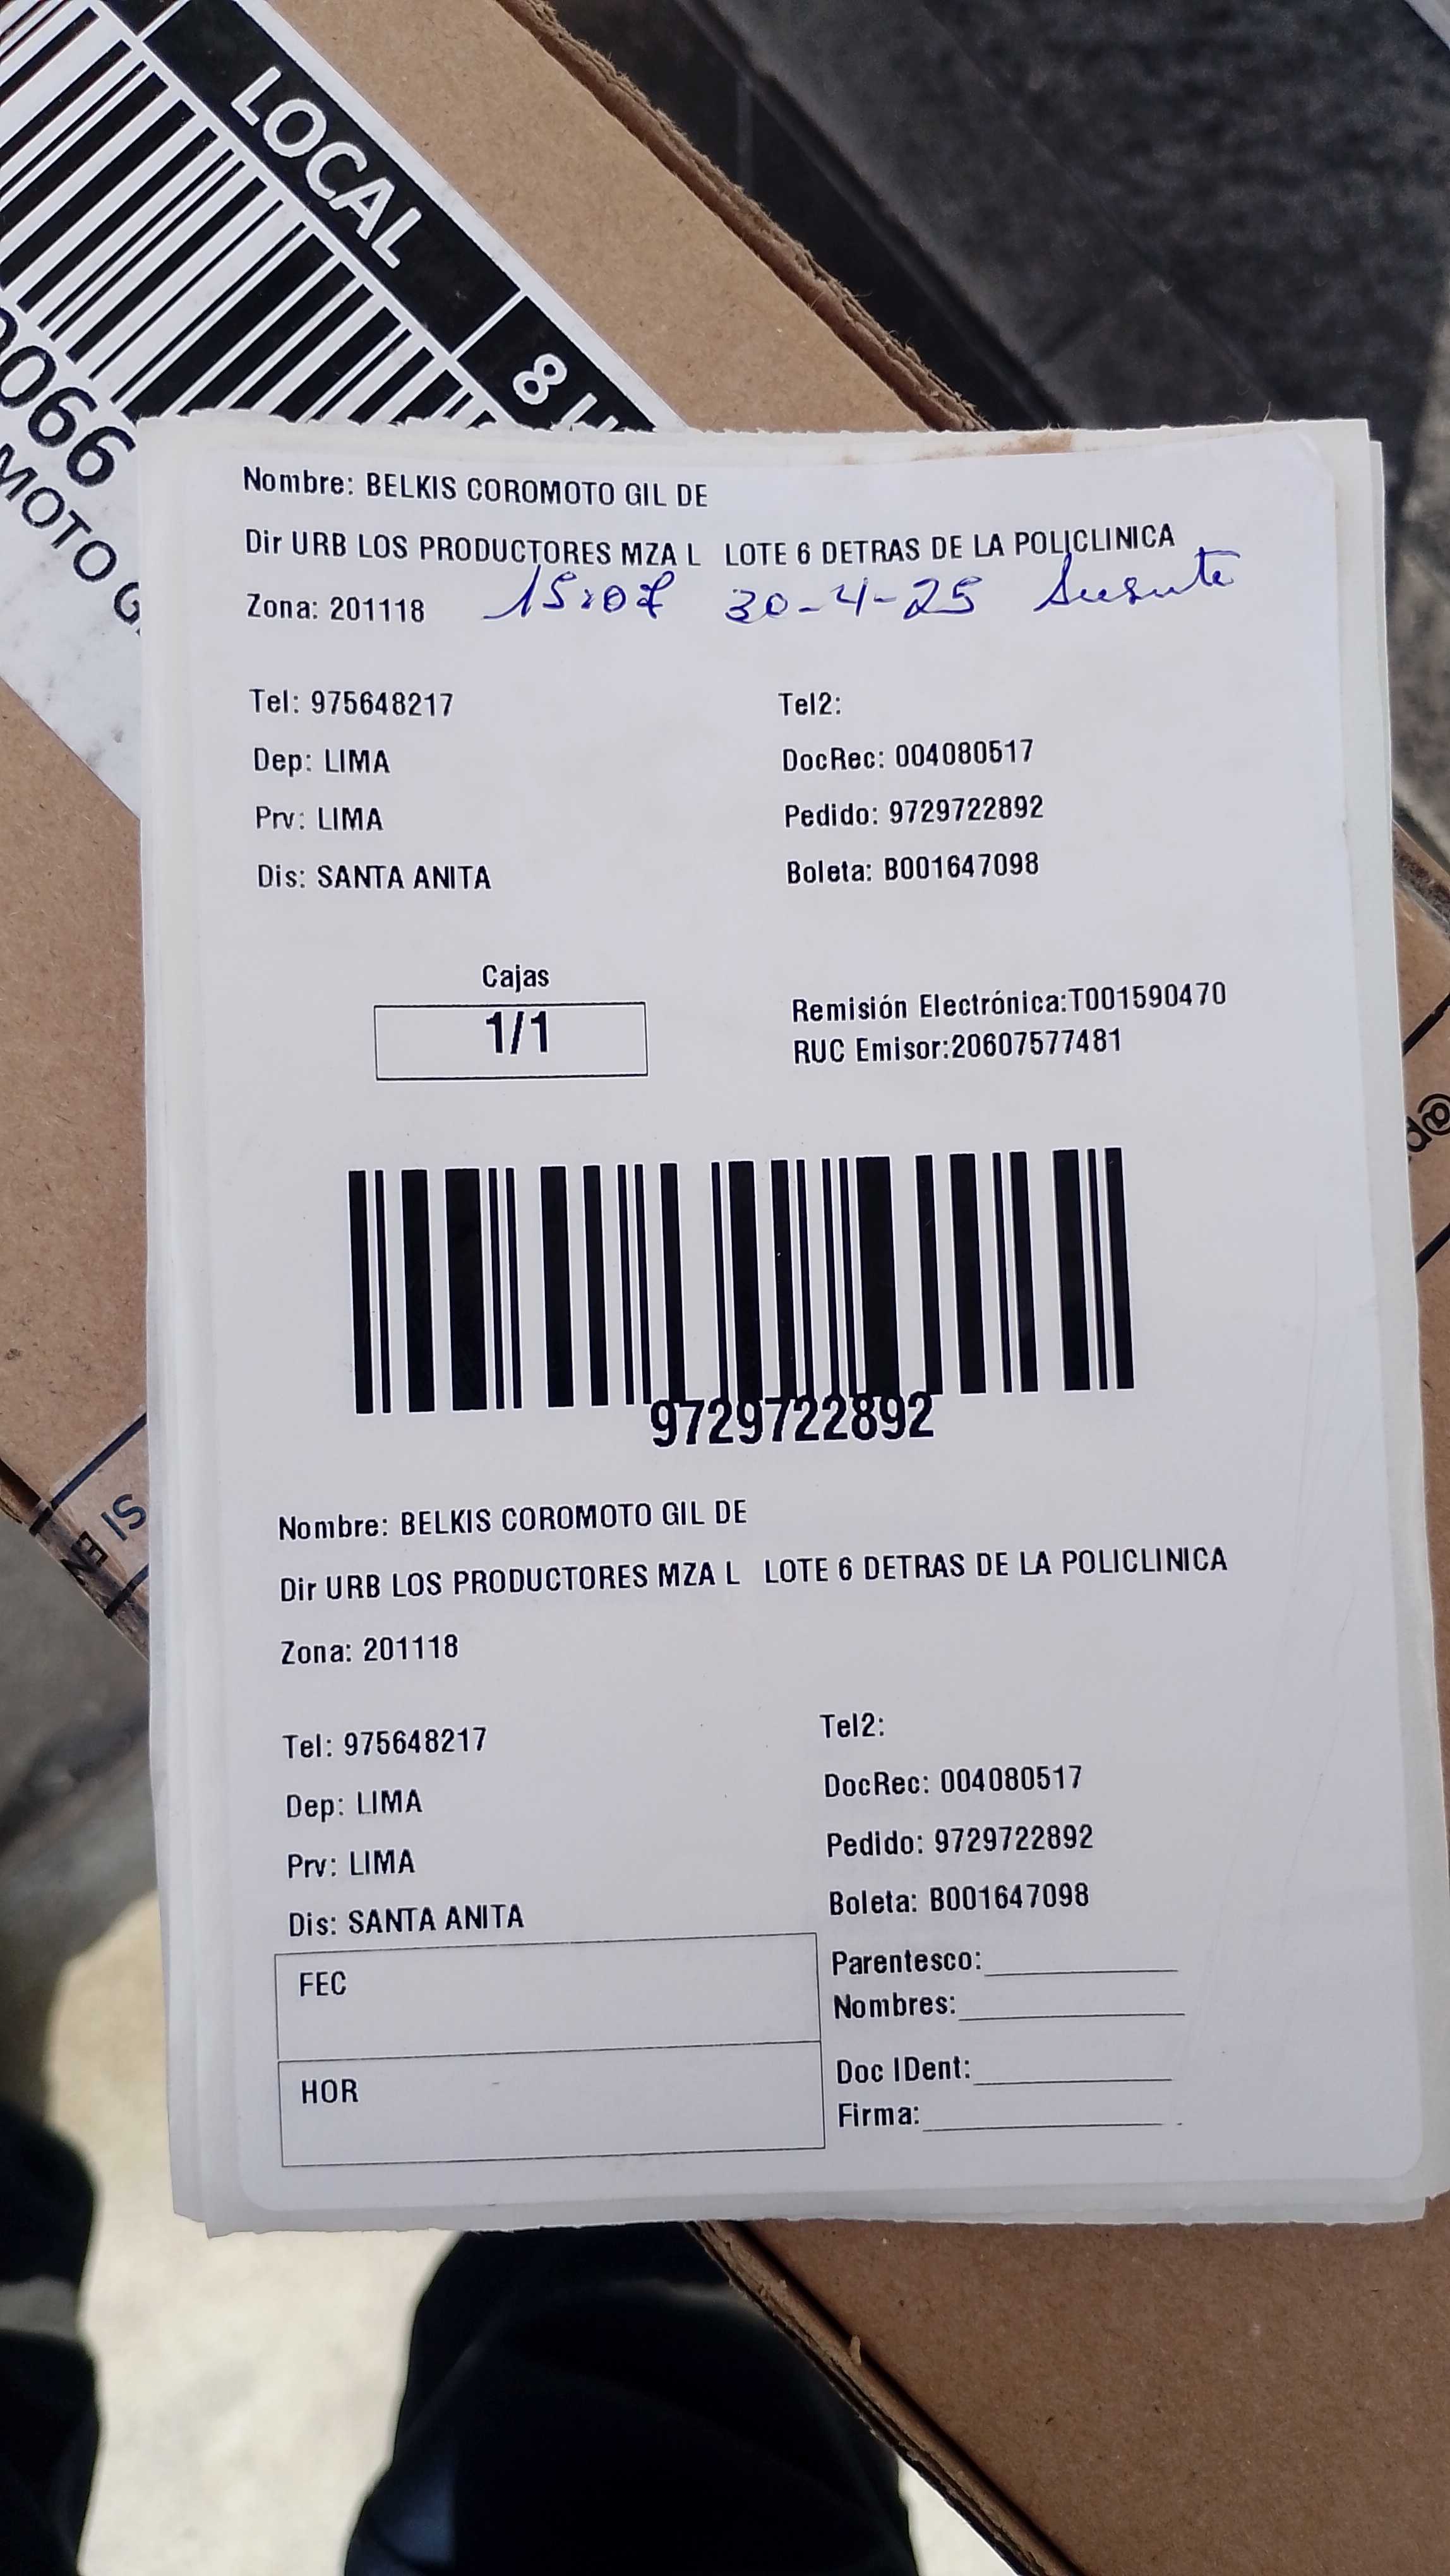 LOCAL
8 H
0066
MOTO G
Nombre: BELKIS COROMOTO GIL DE
Dir URB LOS PRODUCTORES MZA L LOTE 6 DETRAS DE LA POLICLINICA
15:07 30-4-25
Zona: 201118
Tel: 975648217
Tel2:
Dep: LIMA
DocRec: 004080517
Prv: LIMA
Pedido: 9729722892
Dis: SANTA ANITA
Boleta: B001647098
Cajas
1/1
Remisión Electrónica:T001590470
RUC Emisor:20607577481
9729722892
Nombre: BELKIS COROMOTO GIL DE
Dir URB LOS PRODUCTORES MZA L LOTE 6 DETRAS DE LA POLICLINICA
Zona: 201118
Tel: 975648217
Tel2:
Dep: LIMA
DocRec: 004080517
Prv: LIMA
Pedido: 9729722892
Dis: SANTA ANITA
Boleta: B001647098
FEC
HOR
Parentesco:
Nombres:
Doc IDent:
Firma: